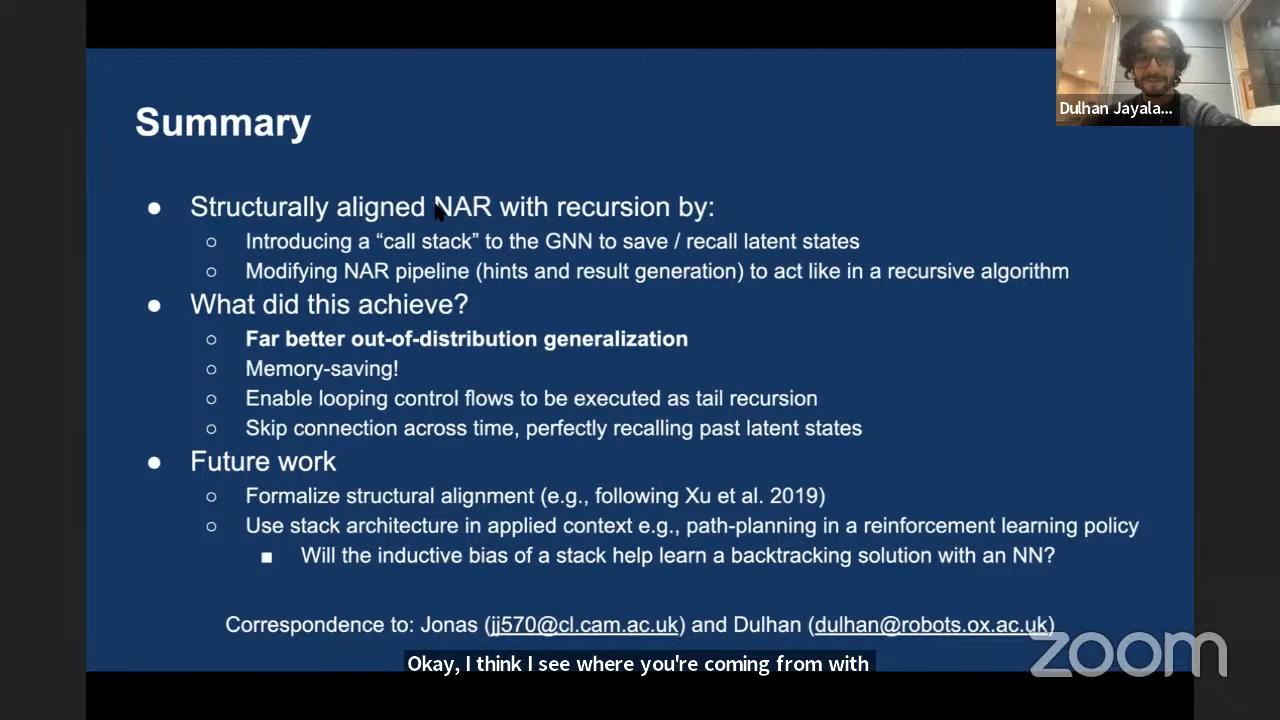 Dulhan Jayala...
Summary
● Structurally aligned NAR with recursion by:
○ Introducing a “call stack” to the GNN to save / recall latent states
○ Modifying NAR pipeline (hints and result generation) to act like in a recursive algorithm
● What did this achieve?
○ Far better out-of-distribution generalization
○ Memory-saving!
○ Enable looping control flows to be executed as tail recursion
○ Skip connection across time, perfectly recalling past latent states
● Future work
○ Formalize structural alignment (e.g., following Xu et al. 2019)
○ Use stack architecture in applied context e.g., path-planning in a reinforcement learning policy
■ Will the inductive bias of a stack help learn a backtracking solution with an NN?
Correspondence to: Jonas (jj570@cl.cam.ac.uk) and Dulhan (dulhan@robots.ox.ac.uk)
Okay, I think I see where you're coming from with
zoom